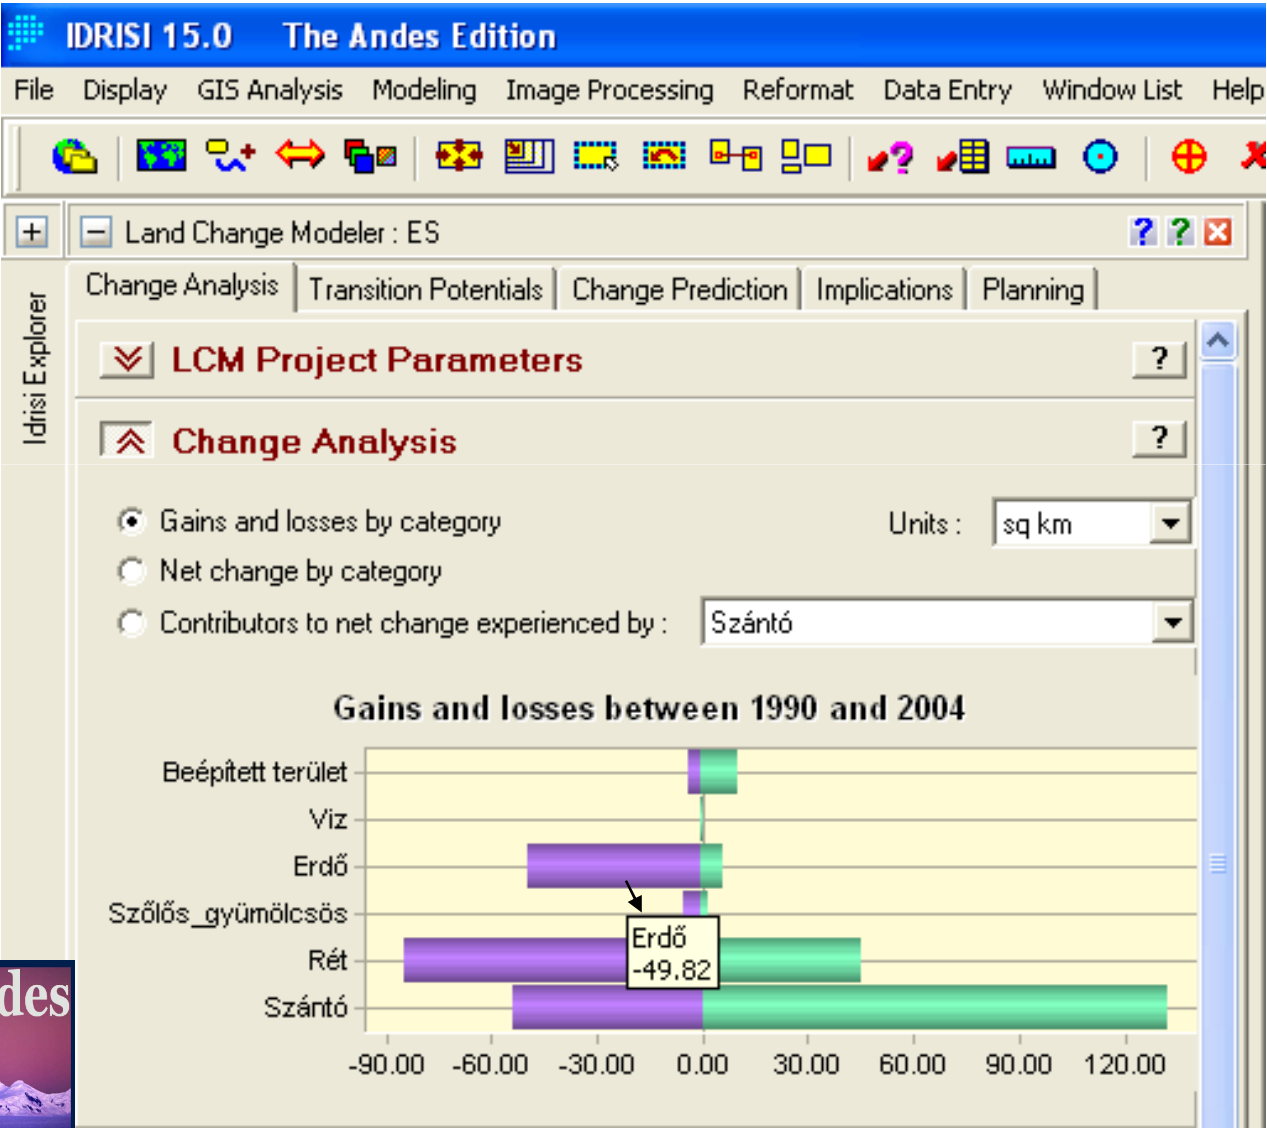 IDRISI 15.0 The Andes Edition
File Display GIS Analysis Modeling Image Processing Reformat Data Entry Window List Help
Land Change Modeler : ES
Change Analysis Transition Potentials Change Prediction Implications Planning
Idrisi Explorer
LCM Project Parameters ?
Change Analysis ?
Gains and losses by category Units : sq km
Net change by category
Contributors to net change experienced by : Szántó
Gains and losses between 1990 and 2004
Beépített terület
Viz
Erdő
Szőlős_gyümölcsös
Erdő
-49.82
Rét
Szántó
-90.00 -60.00 -30.00 0.00 30.00 60.00 90.00 120.00
des